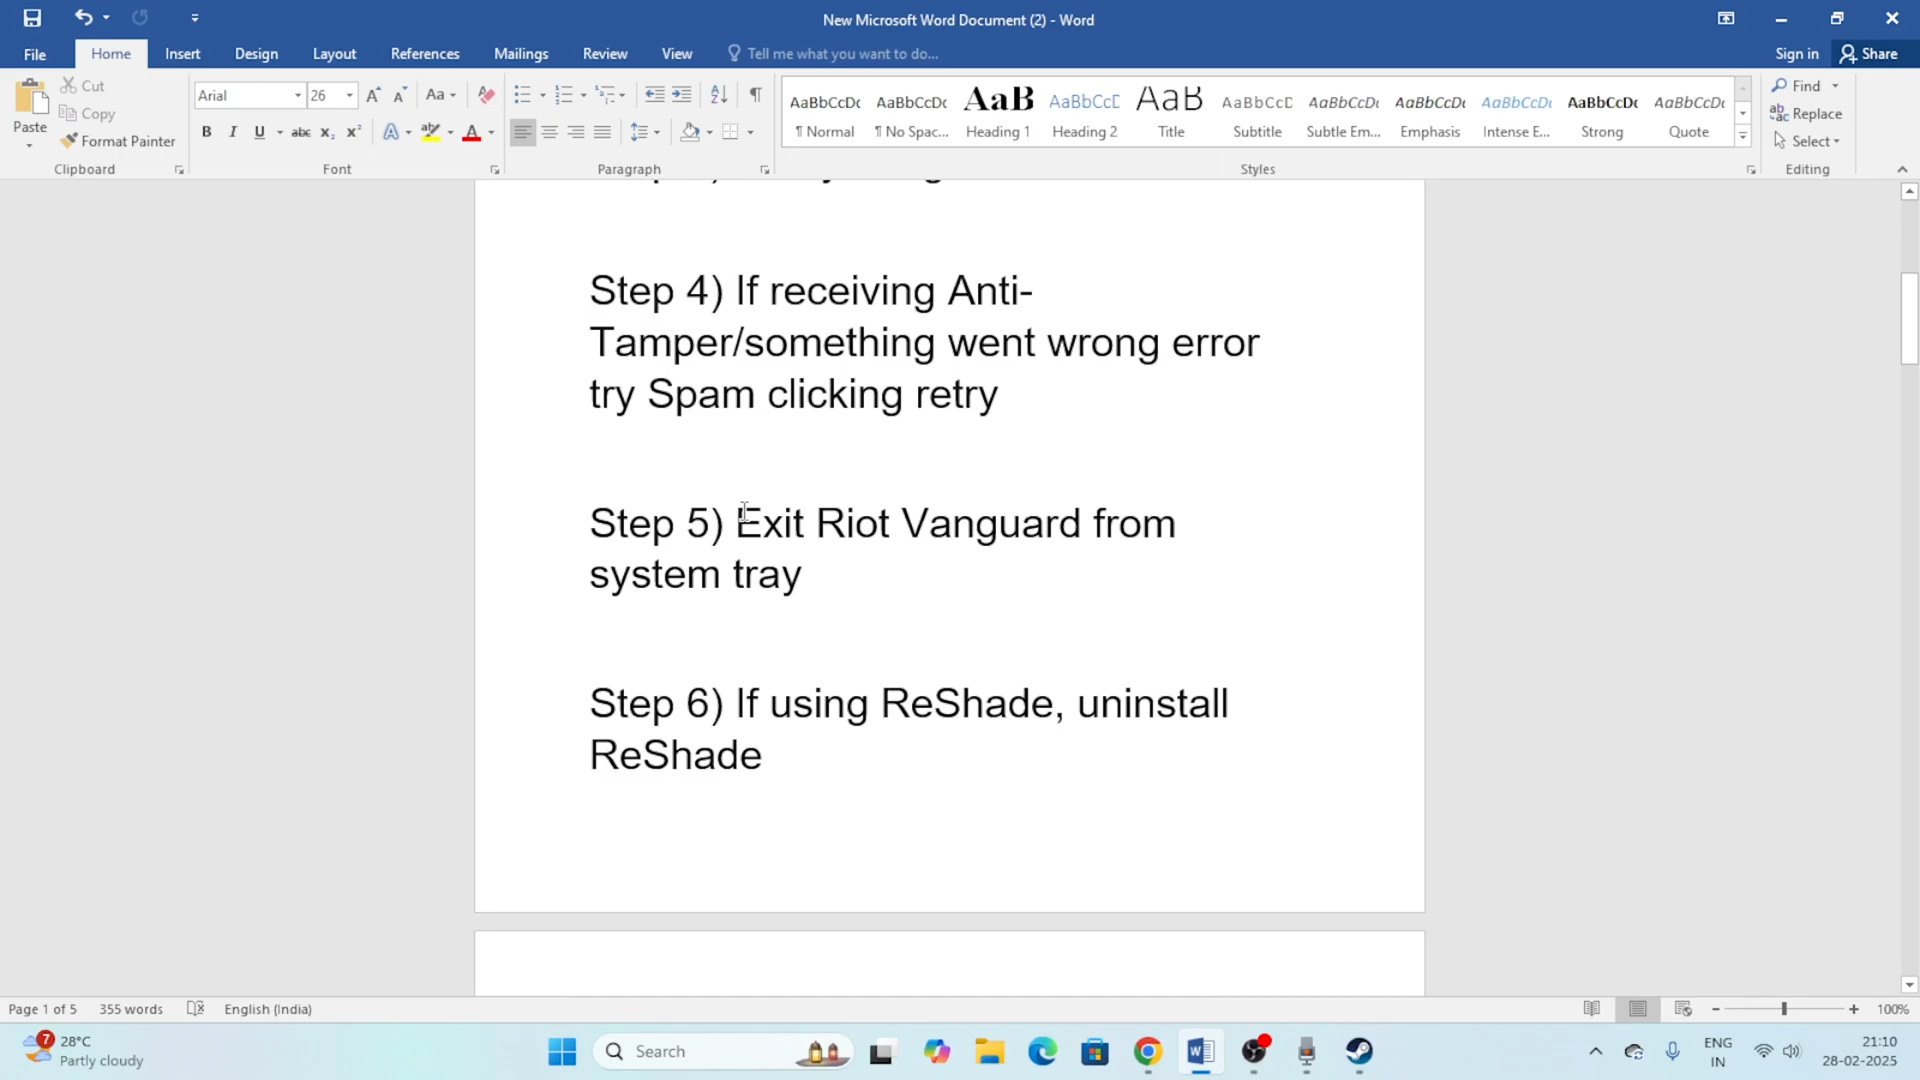 New Microsoft Word Document (2) - Word
File Home Insert Design Layout References Mailings Review View Tell me what you want to do... Sign in Share
Paste
Cut
Copy
Format Painter
Clipboard
Arial 26
Font
Paragraph
AaBbCcDc AaBbCcDc AaB AaBbCcD AaB AaBbCcD AaBbCcDc AaBbCcDc AaBbCcDc AaBbCcDc AaBbCcDc
¶ Normal ¶ No Spac... Heading 1 Heading 2 Title Subtitle Subtle Em... Emphasis Intense E... Strong Quote
Styles
Find
Replace
Select
Editing
Step 4) If receiving Anti-
Tamper/something went wrong error
try Spam clicking retry
Step 5) Exit Riot Vanguard from
system tray
Step 6) If using ReShade, uninstall
ReShade
Page 1 of 5 355 words English (India) 100%
7
28°C
Partly cloudy
Search
ENG
IN
21:10
28-02-2025